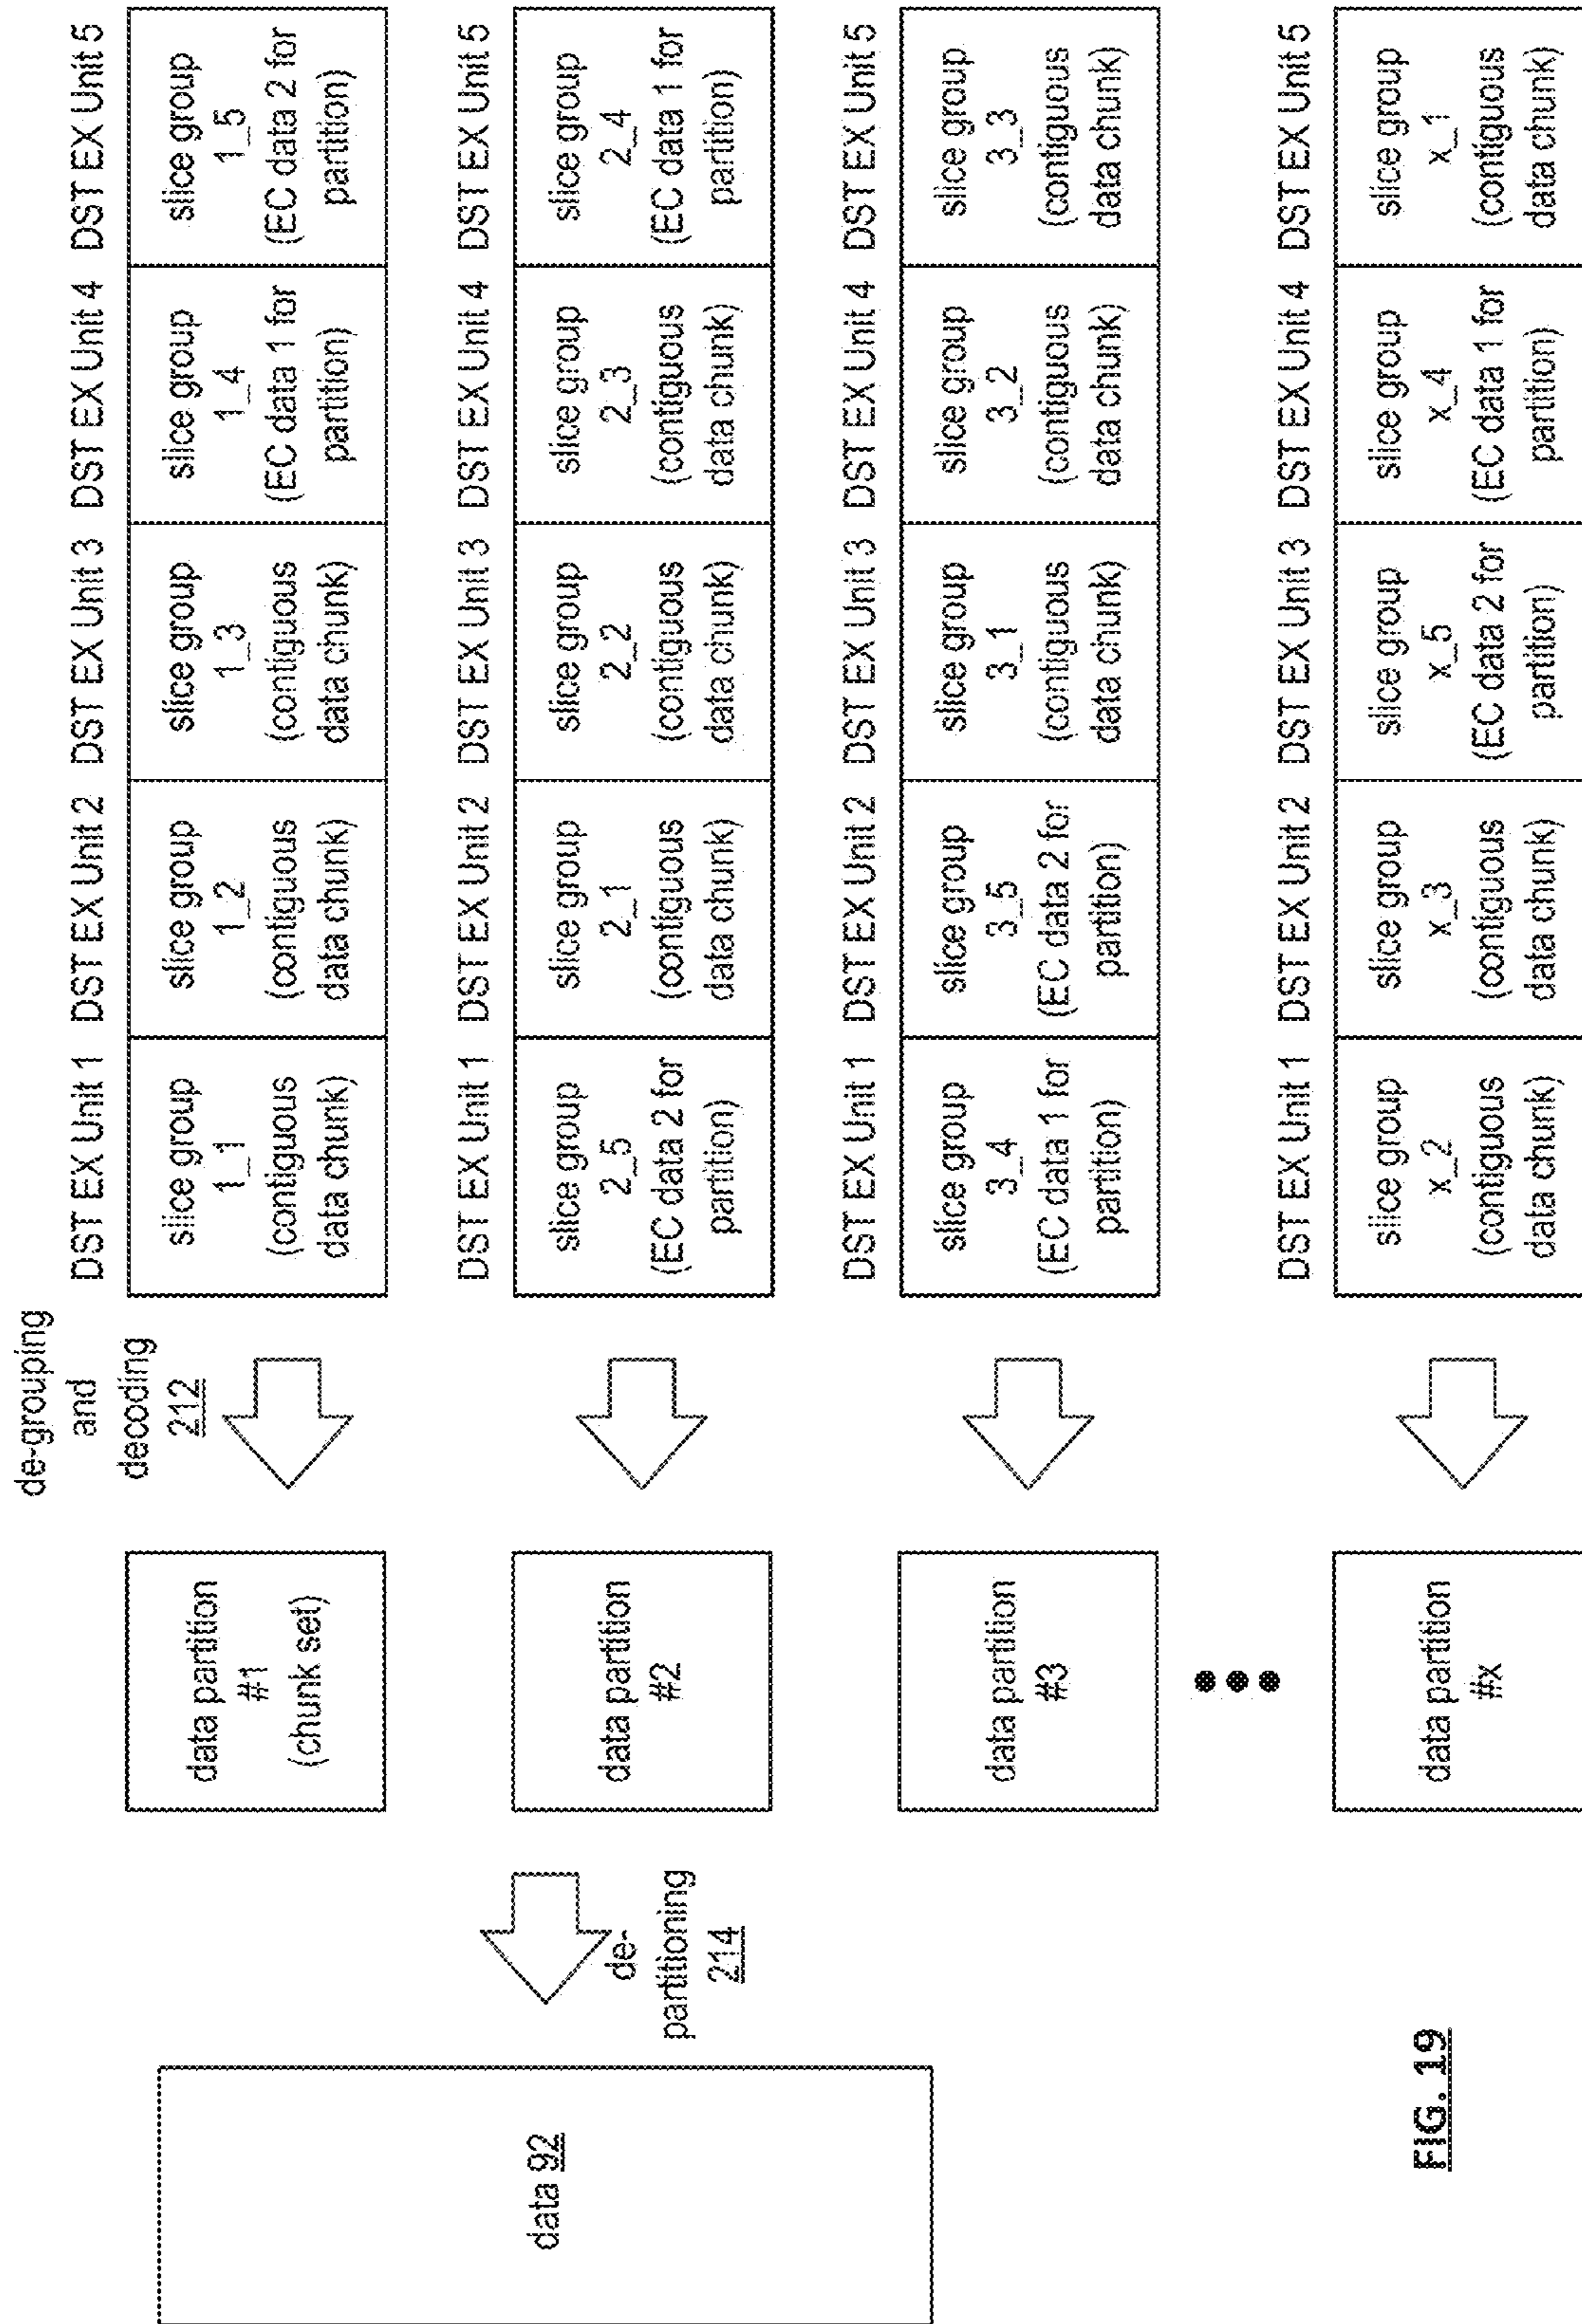 de-grouping
and
decoding
212
DST EX Unit 1 DST EX Unit 2 DST EX Unit 3 DST EX Unit 4 DST EX Unit 5
data partition
#1
(chunk set)
slice group
1_1
(contiguous
data chunk)
slice group
1_2
(contiguous
data chunk)
slice group
1_3
(contiguous
data chunk)
slice group
1_4
(EC data 1 for
partition)
slice group
1_5
(EC data 2 for
partition)
DST EX Unit 1 DST EX Unit 2 DST EX Unit 3 DST EX Unit 4 DST EX Unit 5
data 92
de-
partitioning
214
data partition
#2
slice group
2_5
(EC data 2 for
partition)
slice group
2_1
(contiguous
data chunk)
slice group
2_2
(contiguous
data chunk)
slice group
2_3
(contiguous
data chunk)
slice group
2_4
(EC data 1 for
partition)
DST EX Unit 1 DST EX Unit 2 DST EX Unit 3 DST EX Unit 4 DST EX Unit 5
data partition
#3
slice group
3_4
(EC data 1 for
partition)
slice group
3_5
(EC data 2 for
partition)
slice group
3_1
(contiguous
data chunk)
slice group
3_2
(contiguous
data chunk)
slice group
3_3
(contiguous
data chunk)
DST EX Unit 1 DST EX Unit 2 DST EX Unit 3 DST EX Unit 4 DST EX Unit 5
data partition
#x
slice group
x_2
(contiguous
data chunk)
slice group
x_3
(contiguous
data chunk)
slice group
x_5
(EC data 2 for
partition)
slice group
x_4
(EC data 1 for
partition)
slice group
x_1
(contiguous
data chunk)
FIG. 19